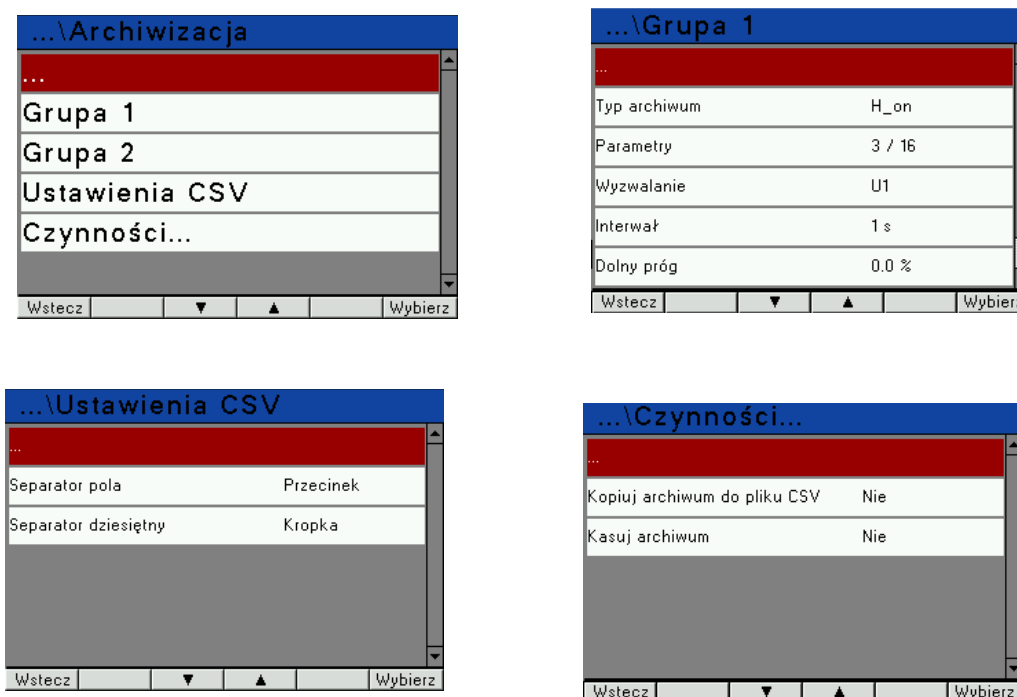 ...\Archiwizacja
...
Grupa 1
Grupa 2
Ustawienia CSV
Czynności...
Wstecz ▼ ▲ Wybierz
...\Grupa 1
...
Typ archiwum H_on
Parametry 3 / 16
Wyzwalanie U1
Interwał 1 s
Dolny próg 0.0 %
Wstecz ▼ ▲ Wybierz
...\Ustawienia CSV
...
Separator pola Przecinek
Separator dziesiętny Kropka
Wstecz ▼ ▲ Wybierz
...\Czynności...
...
Kopiuj archiwum do pliku CSV Nie
Kasuj archiwum Nie
Wstecz ▼ ▲ Wybierz